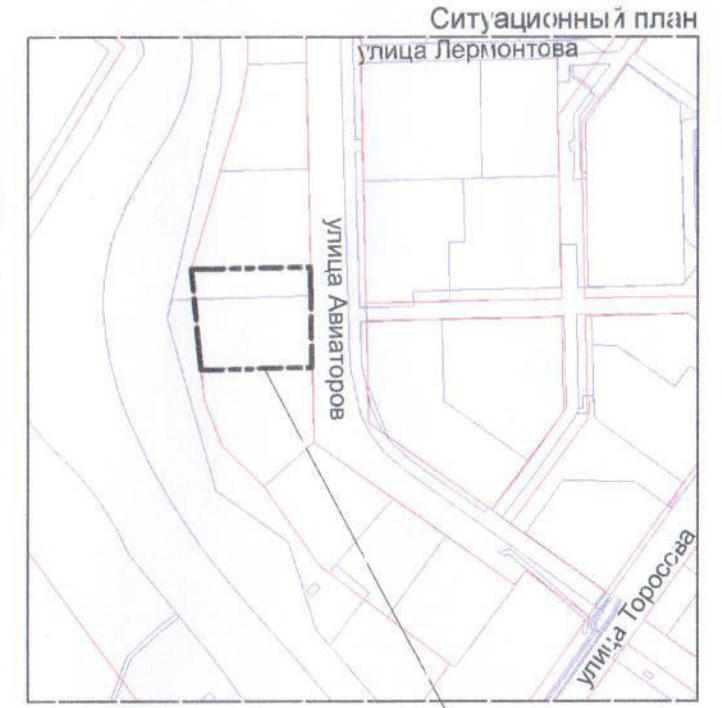 Ситуационный план
улица Лермонтова
улица Авиаторов
улица Торосова